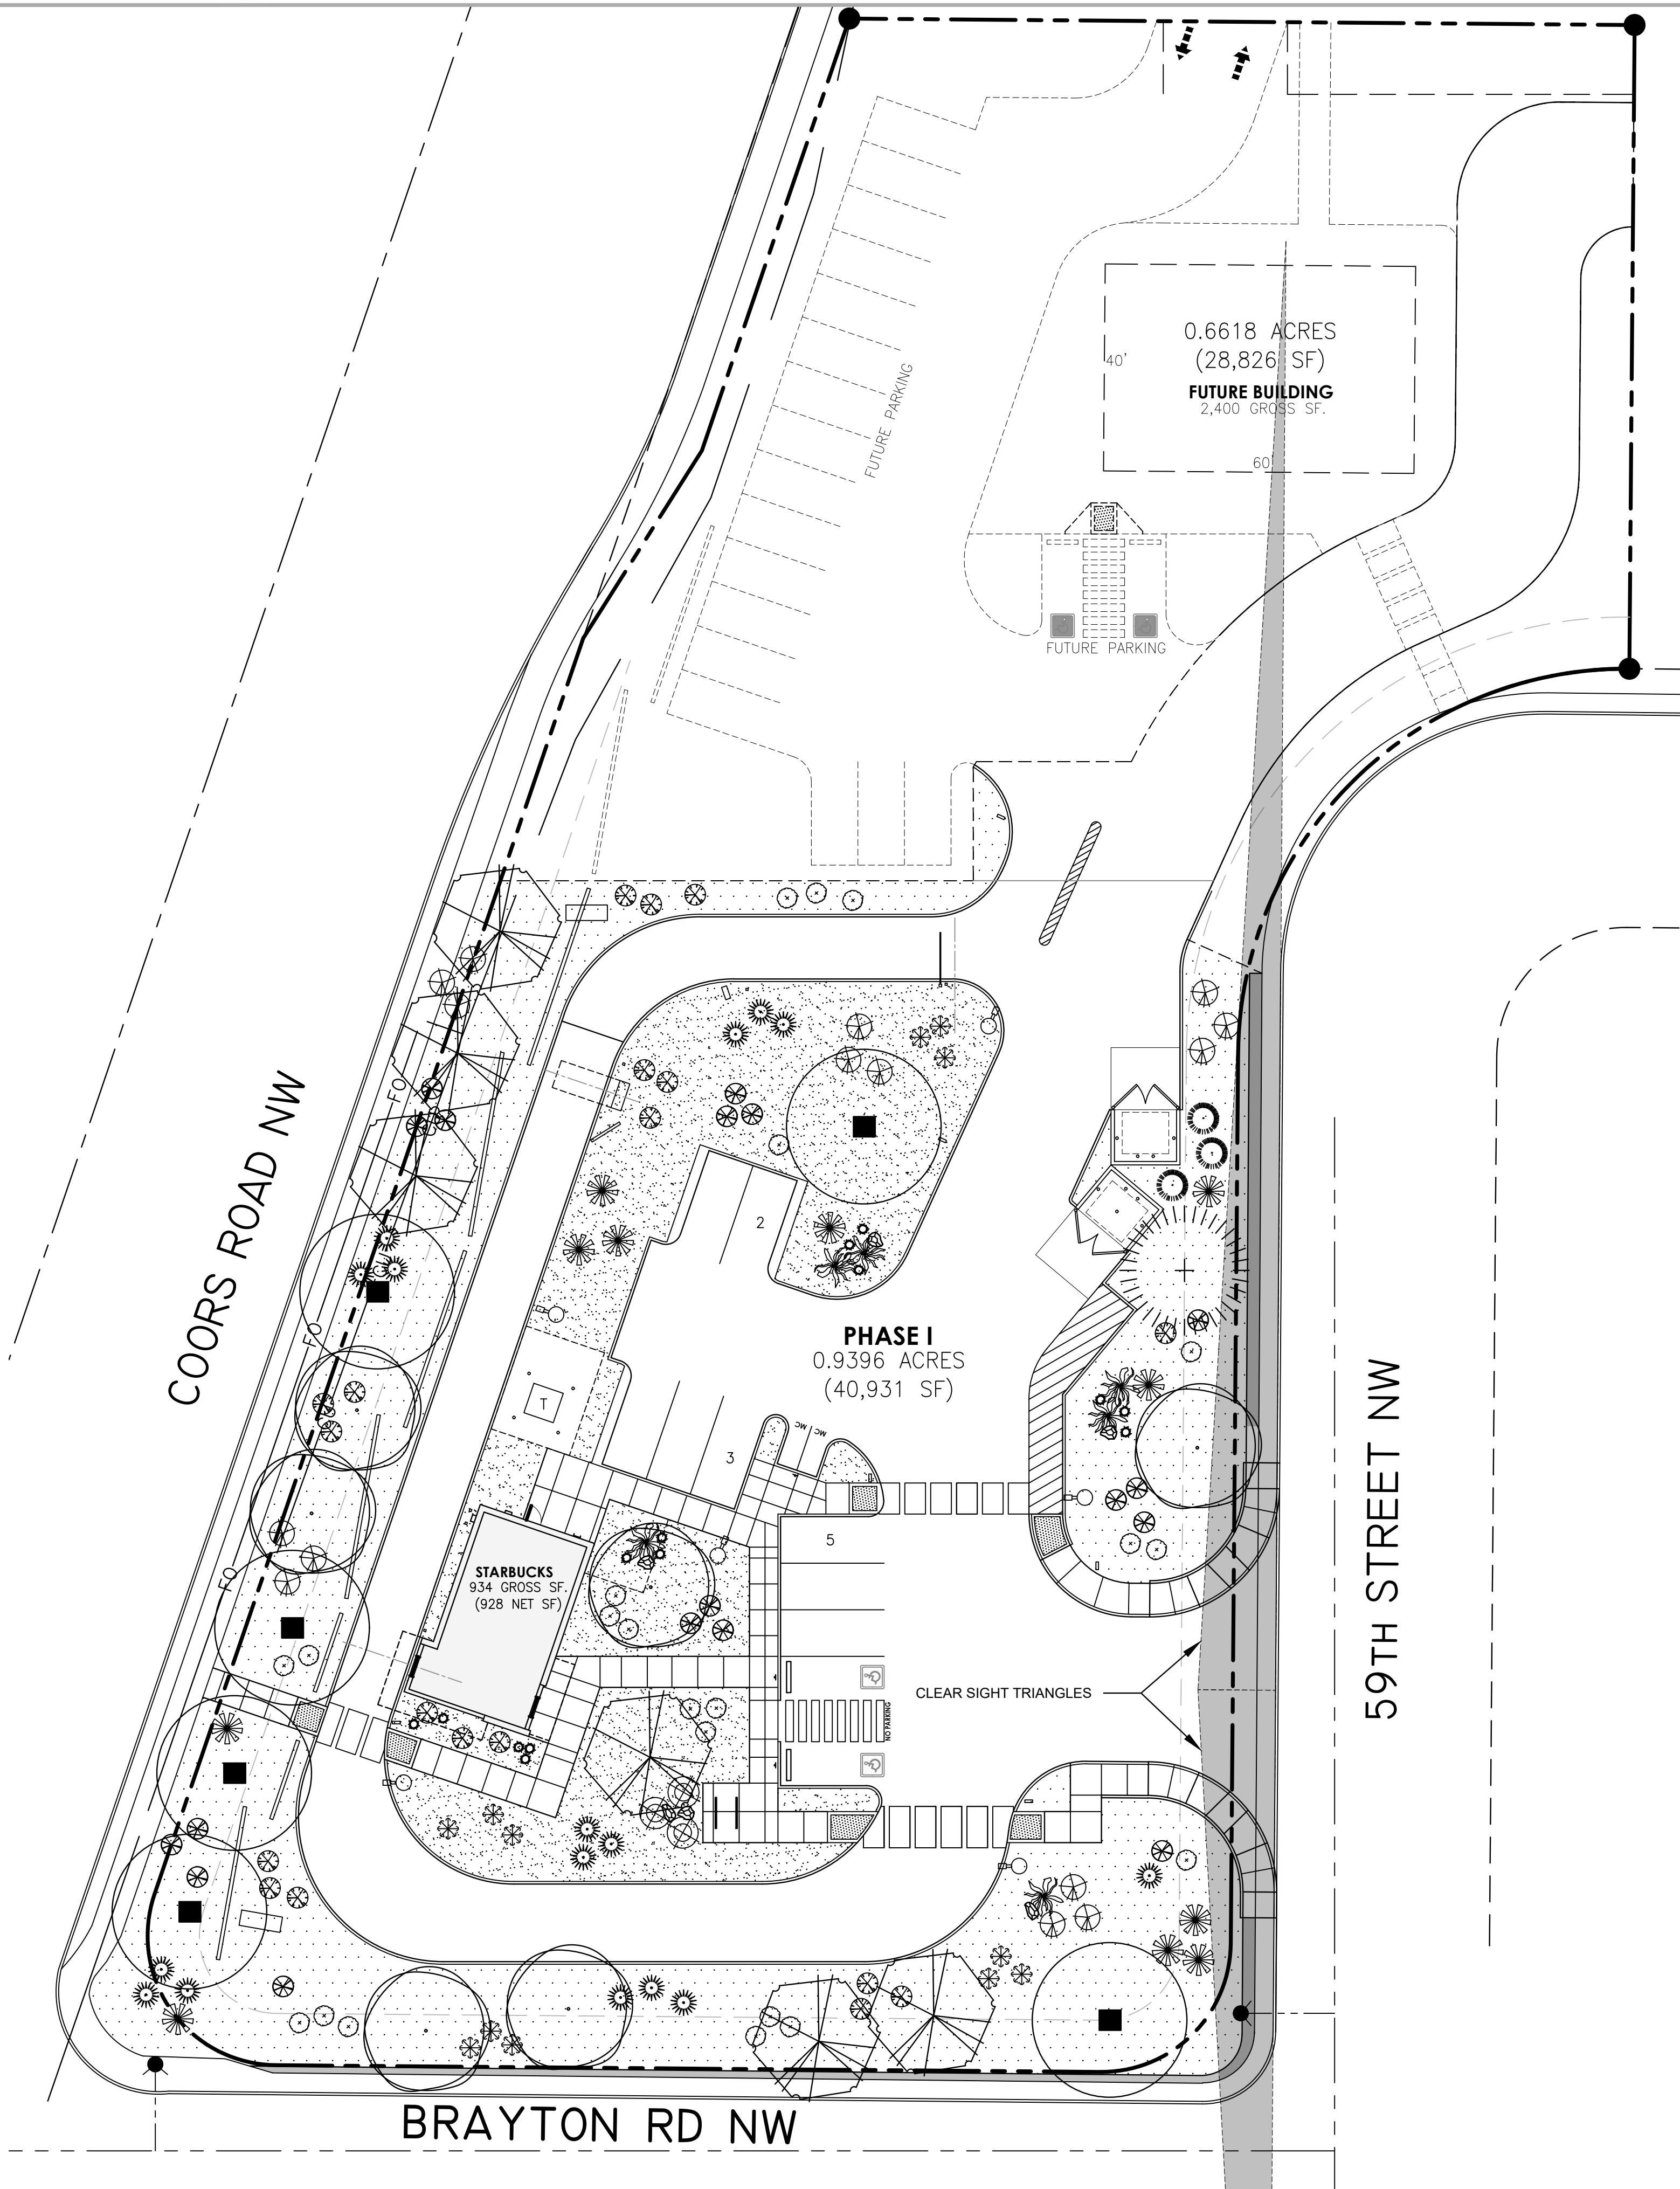 0.6618 ACRES
(28,826 SF)
40'
FUTURE BUILDING
2,400 GROSS SF.
60'
FUTURE PARKING
FUTURE PARKING
COORS ROAD NW
FO
FO
FO
2
PHASE I
0.9396 ACRES
(40,931 SF)
T
MC
MC
3
5
STARBUCKS
934 GROSS SF.
(928 NET SF)
CLEAR SIGHT TRIANGLES
NO PARKING
59TH STREET NW
BRAYTON RD NW